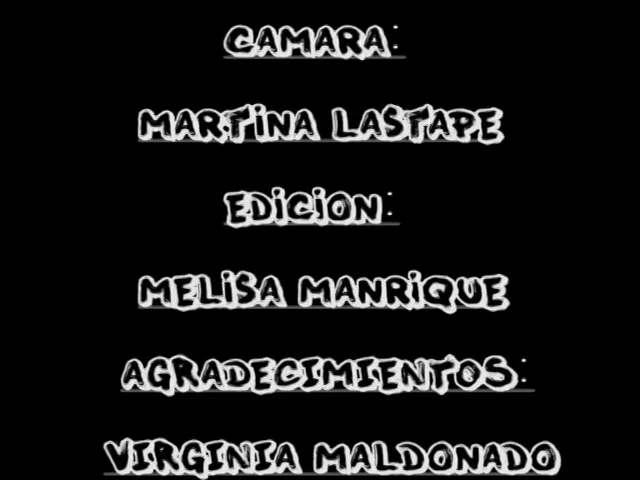 CAMARA:
MARTINA LASTAPE
EDICION:
MELISA MANRIQUE
AGRADECIMIENTOS:
VIRGINIA MALDONADO